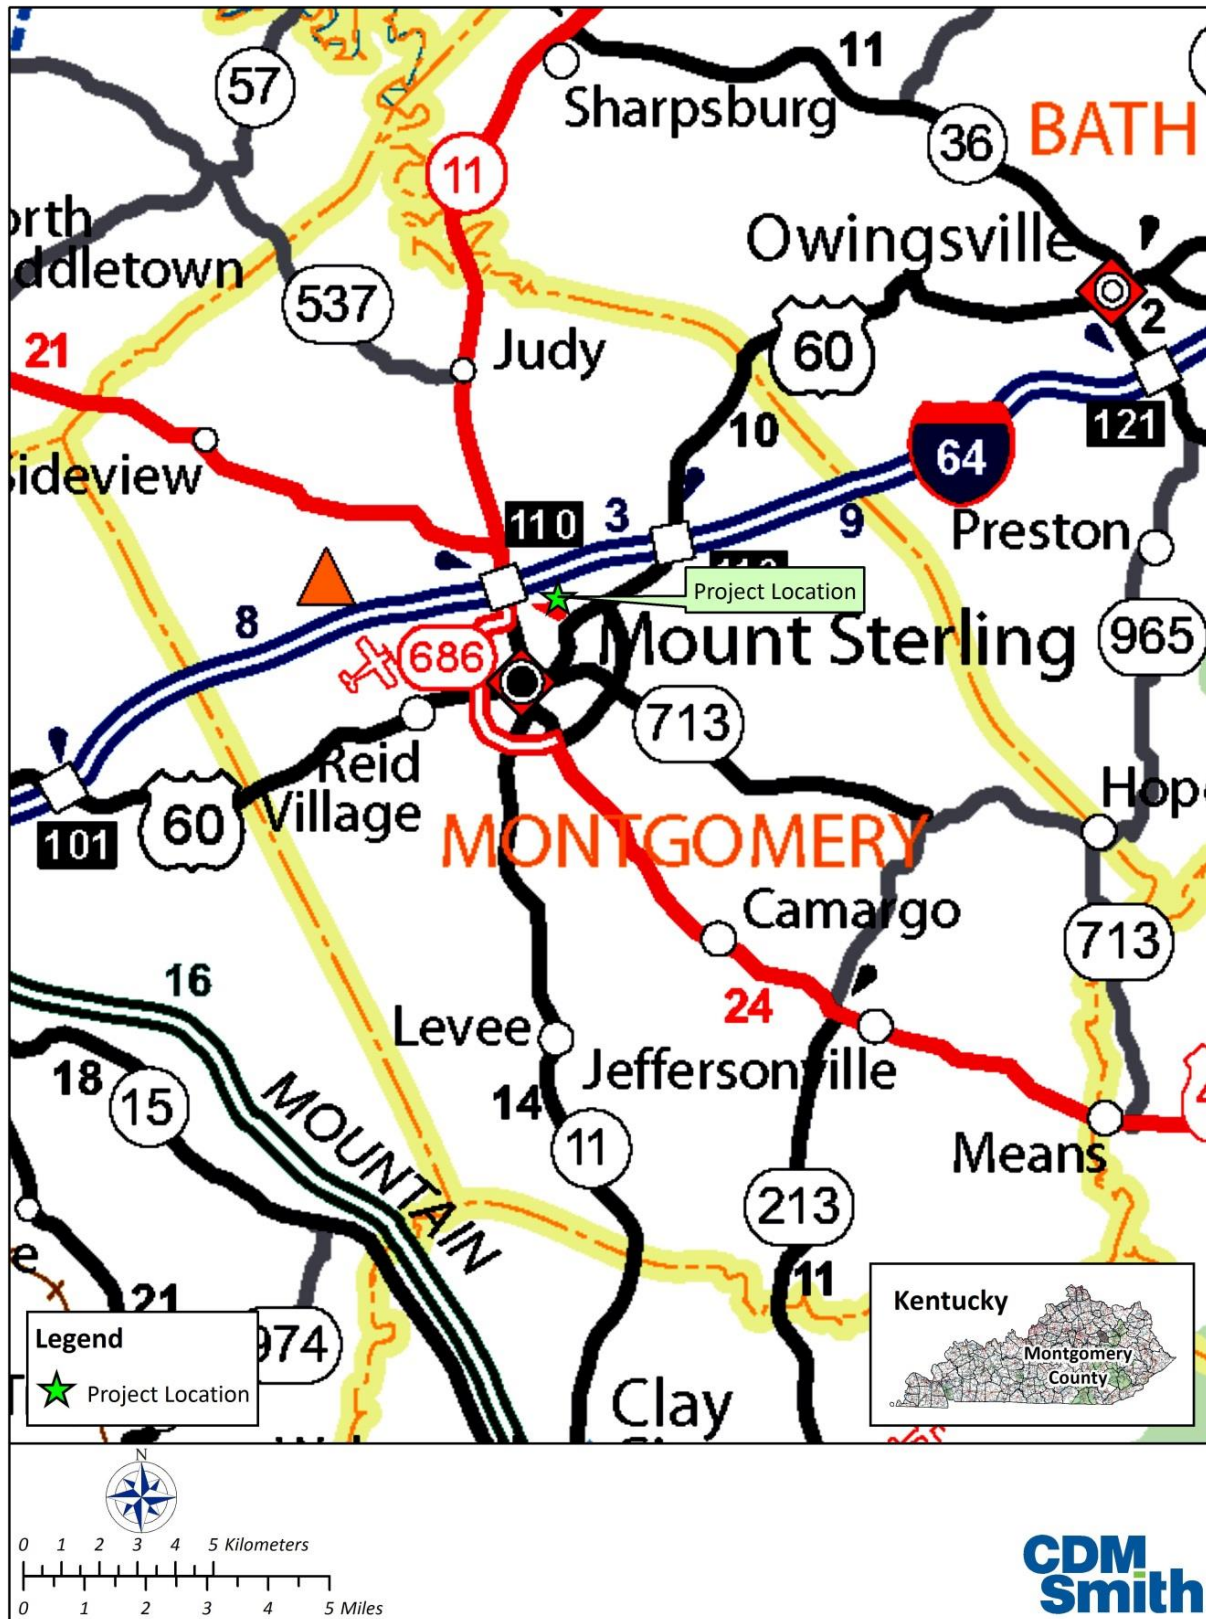 11
57
Sharpsburg
36
BATH
11
orth
ddletown
Owingsville
537
2
21
Judy
60
10
121
64
ideview
110
3
9
Preston
Project Location
8
686
Mount Sterling
965
713
Reid
Village
60
101
MONTGOMERY
Hop
Camargo
713
16
24
Levee
Jeffersonville
18
15
14
MOUNTAIN
11
Means
213
e
21
11
974
Clay
Legend
Project Location
Kentucky
Montgomery
County
N
0 1 2 3 4 5 Kilometers
0 1 2 3 4 5 Miles
CDM
Smith